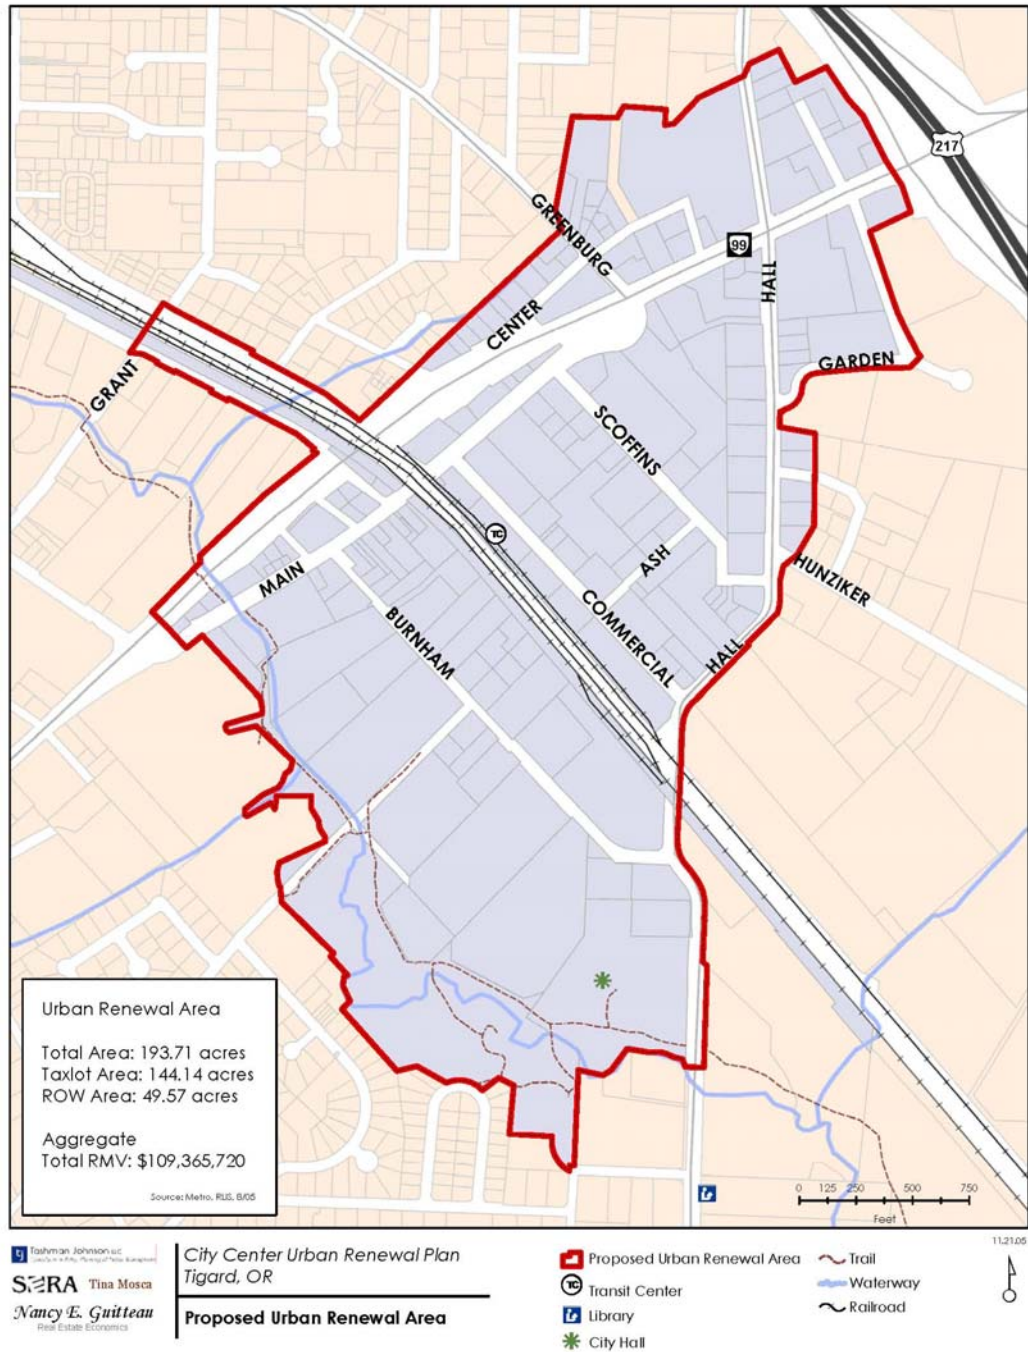 217
GREENBURG
99
HALL
CENTER
GARDEN
GRANT
SCOFFINS
TC
ASH
HUNZIKER
MAIN
COMMERCIAL
BURNHAM
HALL
Urban Renewal Area
Total Area: 193.71 acres
Taxlot Area: 144.14 acres
ROW Area: 49.57 acres
Aggregate
Total RMV: $109,365,720
Source: Metro, RLIS, 8/05
0 125 250 500 750
Feet
11.21.05
Tashman Johnson LLC
SERA Tina Mosca
Nancy E. Guitteau
Real Estate Economics
City Center Urban Renewal Plan
Tigard, OR
Proposed Urban Renewal Area
Proposed Urban Renewal Area
TC Transit Center
Library
City Hall
Trail
Waterway
Railroad